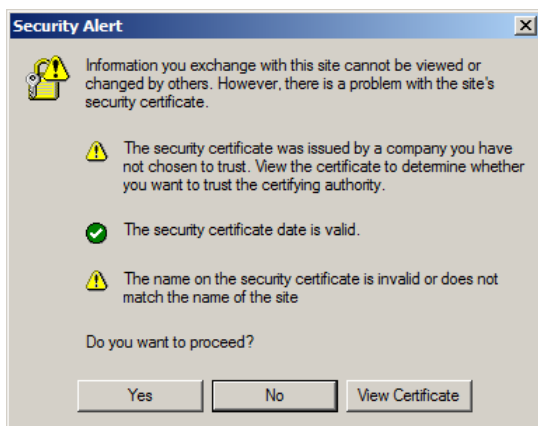 Security Alert
Information you exchange with this site cannot be viewed or
changed by others. However, there is a problem with the site's
security certificate.
The security certificate was issued by a company you have
not chosen to trust. View the certificate to determine whether
you want to trust the certifying authority.
The security certificate date is valid.
The name on the security certificate is invalid or does not
match the name of the site
Do you want to proceed?
Yes No View Certificate